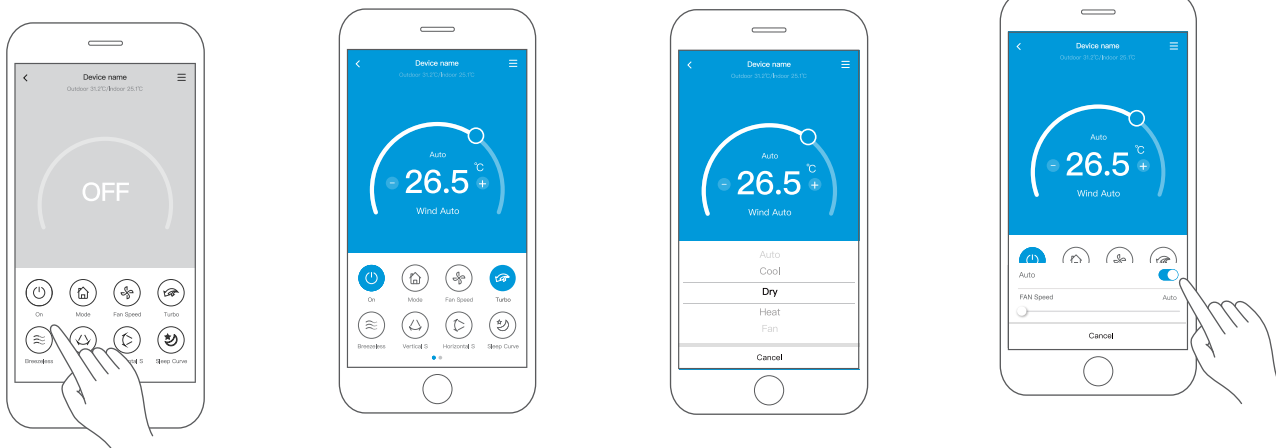 Device name
Outdoor 31.2℃/Indoor 25.1℃
OFF
On Mode Fan Speed Turbo
Breezeless ntal S Sleep Curve
Device name
Outdoor 31.2℃/Indoor 25.1℃
Auto
26.5 ℃
Wind Auto
On Mode Fan Speed Turbo
Breezeless Vertical S Horizontal S Sleep Curve
Device name
Outdoor 31.2℃/Indoor 25.1℃
Auto
26.5 ℃
Wind Auto
Auto
Cool
Dry
Heat
Fan
Cancel
Device name
Outdoor 31.2℃/Indoor 25.1℃
Auto
26.5 ℃
Wind Auto
Auto
FAN Speed Auto
Cancel